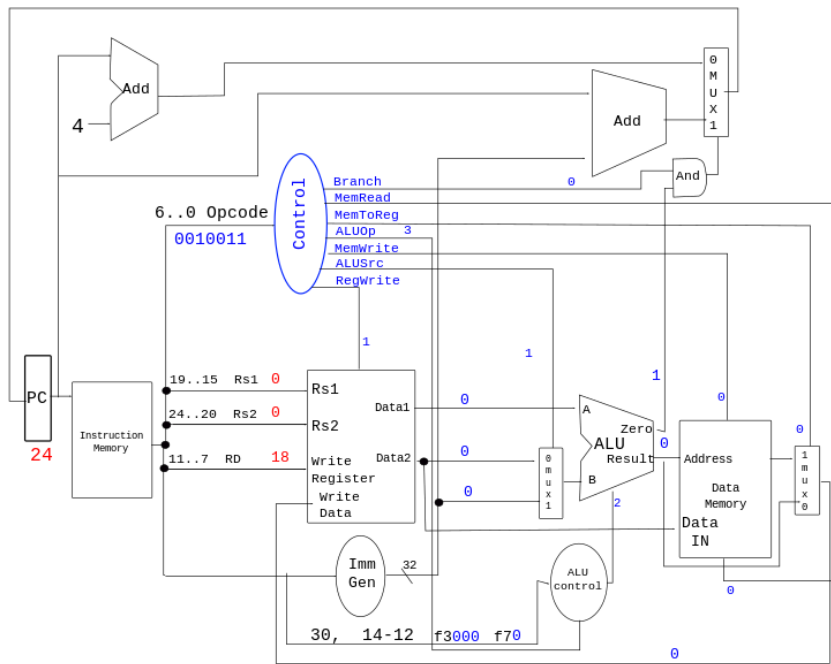 0
M
U
X
1
Add
4
Add
And
Branch 0
MemRead
MemToReg
ALUOp 3
MemWrite
ALUSrc
RegWrite
Control
6..0 Opcode
0010011
1
1
1
0
0
PC
24
Instruction
Memory
19..15 Rs1 0
24..20 Rs2 0
11..7 RD 18
Rs1
Rs2
Write
Register
Write
Data
Data1
Data2
0
0
0
0
m
u
x
1
A
B
Zero
ALU
Result
0
2
Address
Data
Memory
Data
IN
1
m
u
x
0
Imm
Gen
32
ALU
control
0
30, 14-12 f3000 f70
0